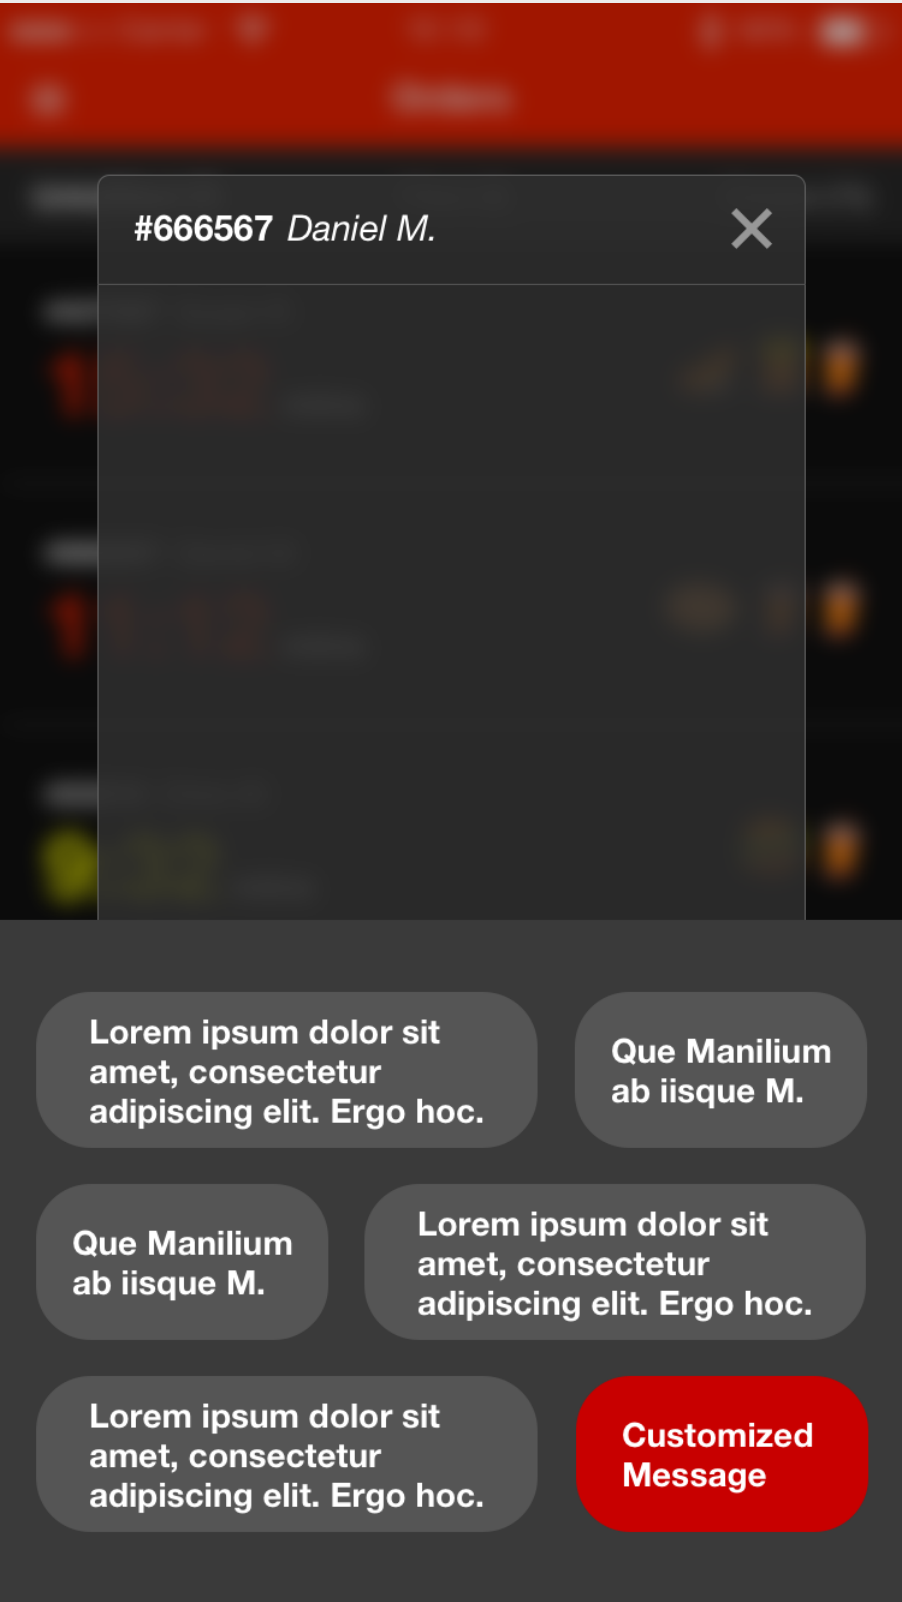 Orders
#666567 Daniel M.
Lorem ipsum dolor sit
amet, consectetur
adipiscing elit. Ergo hoc.
Que Manilium
ab iisque M.
Que Manilium
ab iisque M.
Lorem ipsum dolor sit
amet, consectetur
adipiscing elit. Ergo hoc.
Lorem ipsum dolor sit
amet, consectetur
adipiscing elit. Ergo hoc.
Customized
Message